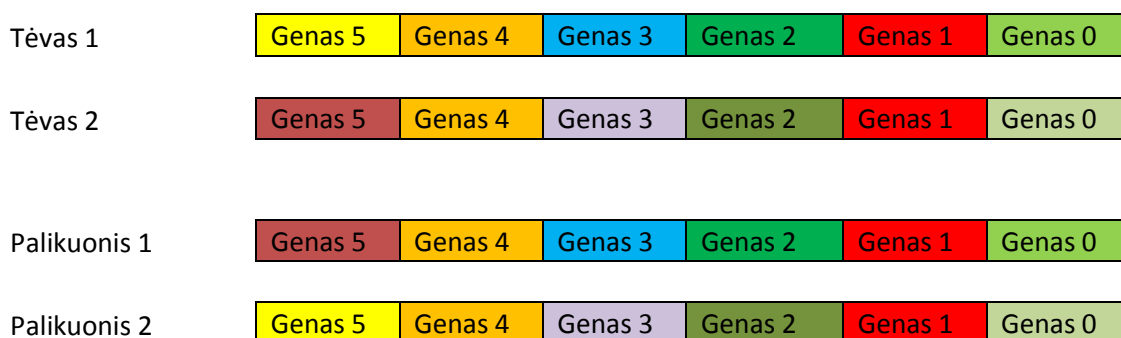 Tėvas 1 Genas 5 Genas 4 Genas 3 Genas 2 Genas 1 Genas 0
Tėvas 2 Genas 5 Genas 4 Genas 3 Genas 2 Genas 1 Genas 0
Palikuonis 1 Genas 5 Genas 4 Genas 3 Genas 2 Genas 1 Genas 0
Palikuonis 2 Genas 5 Genas 4 Genas 3 Genas 2 Genas 1 Genas 0